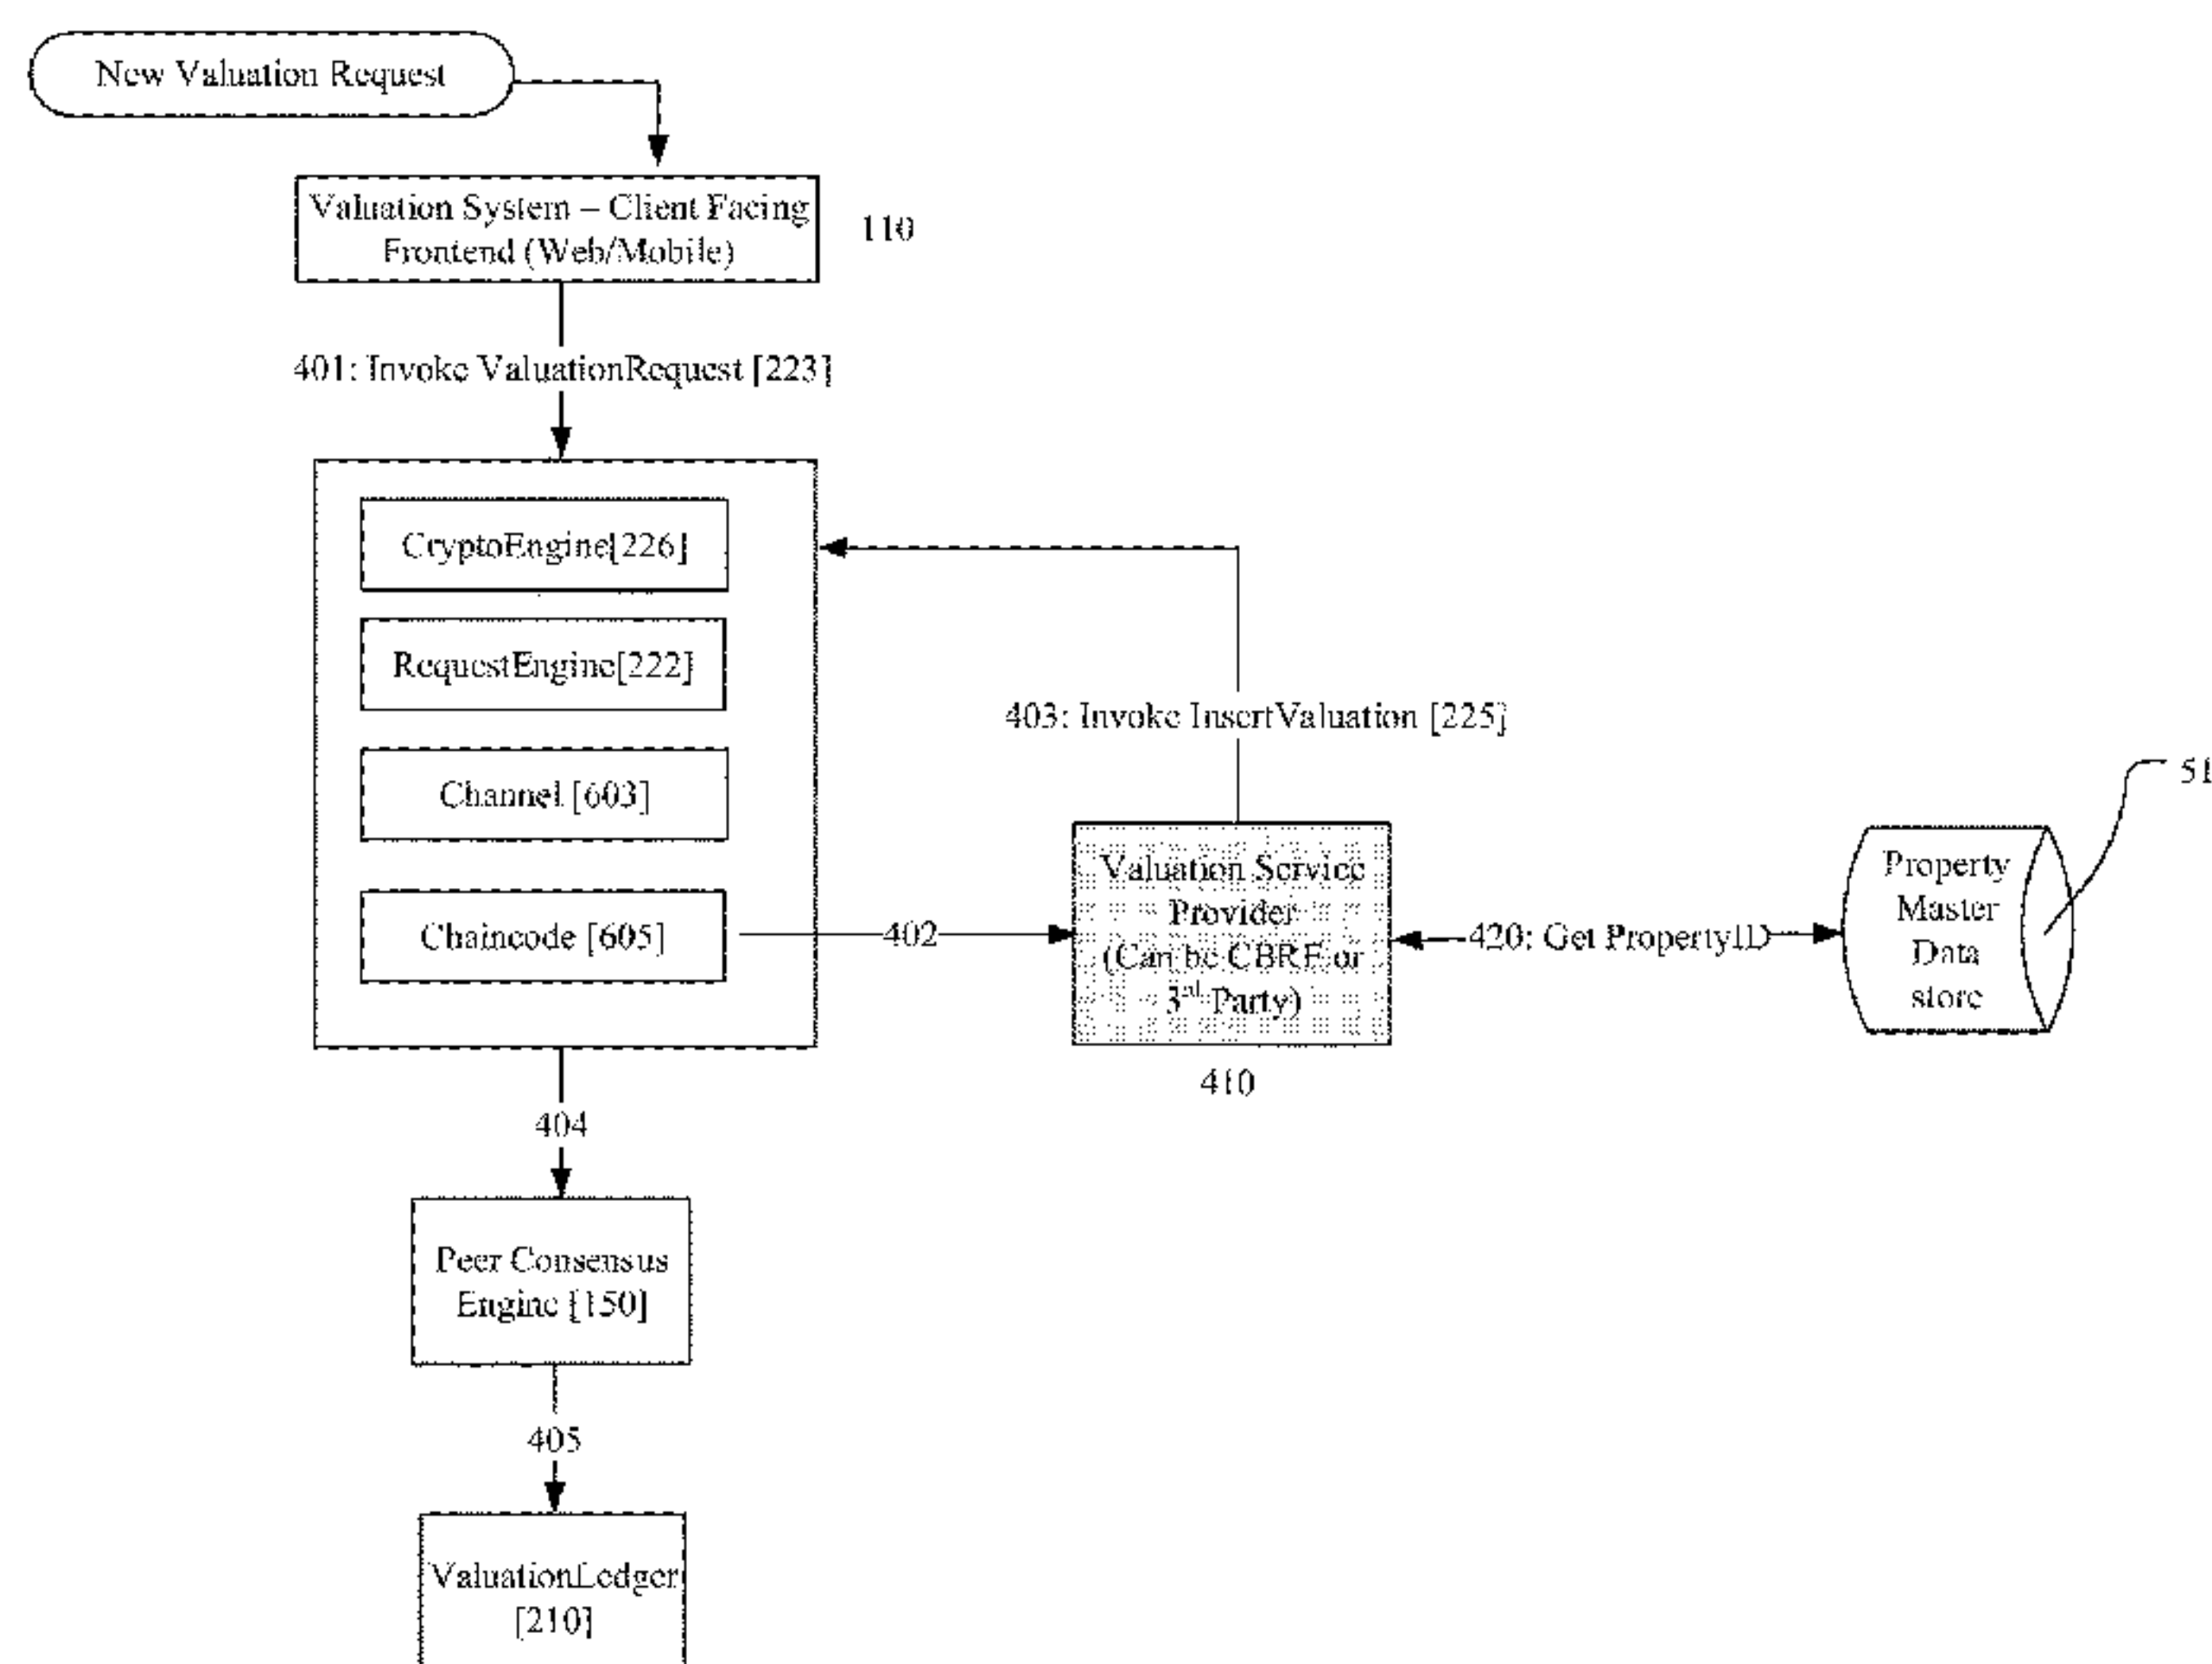 New Valuation Request
Valuation System – Client Facing
Frontend (Web/Mobile)
110
401: Invoke ValuationRequest [223]
CryptoEngine[226]
RequestEngine[222]
Channel [603]
Chaincode [605]
402
403: Invoke InsertValuation [225]
Valuation Service
Provider
(Can be CBRE or
3rd Party)
410
420: Get PropertyID
Property
Master
Data
store
51
404
Peer Consensus
Engine [150]
405
ValuationLedger
[210]